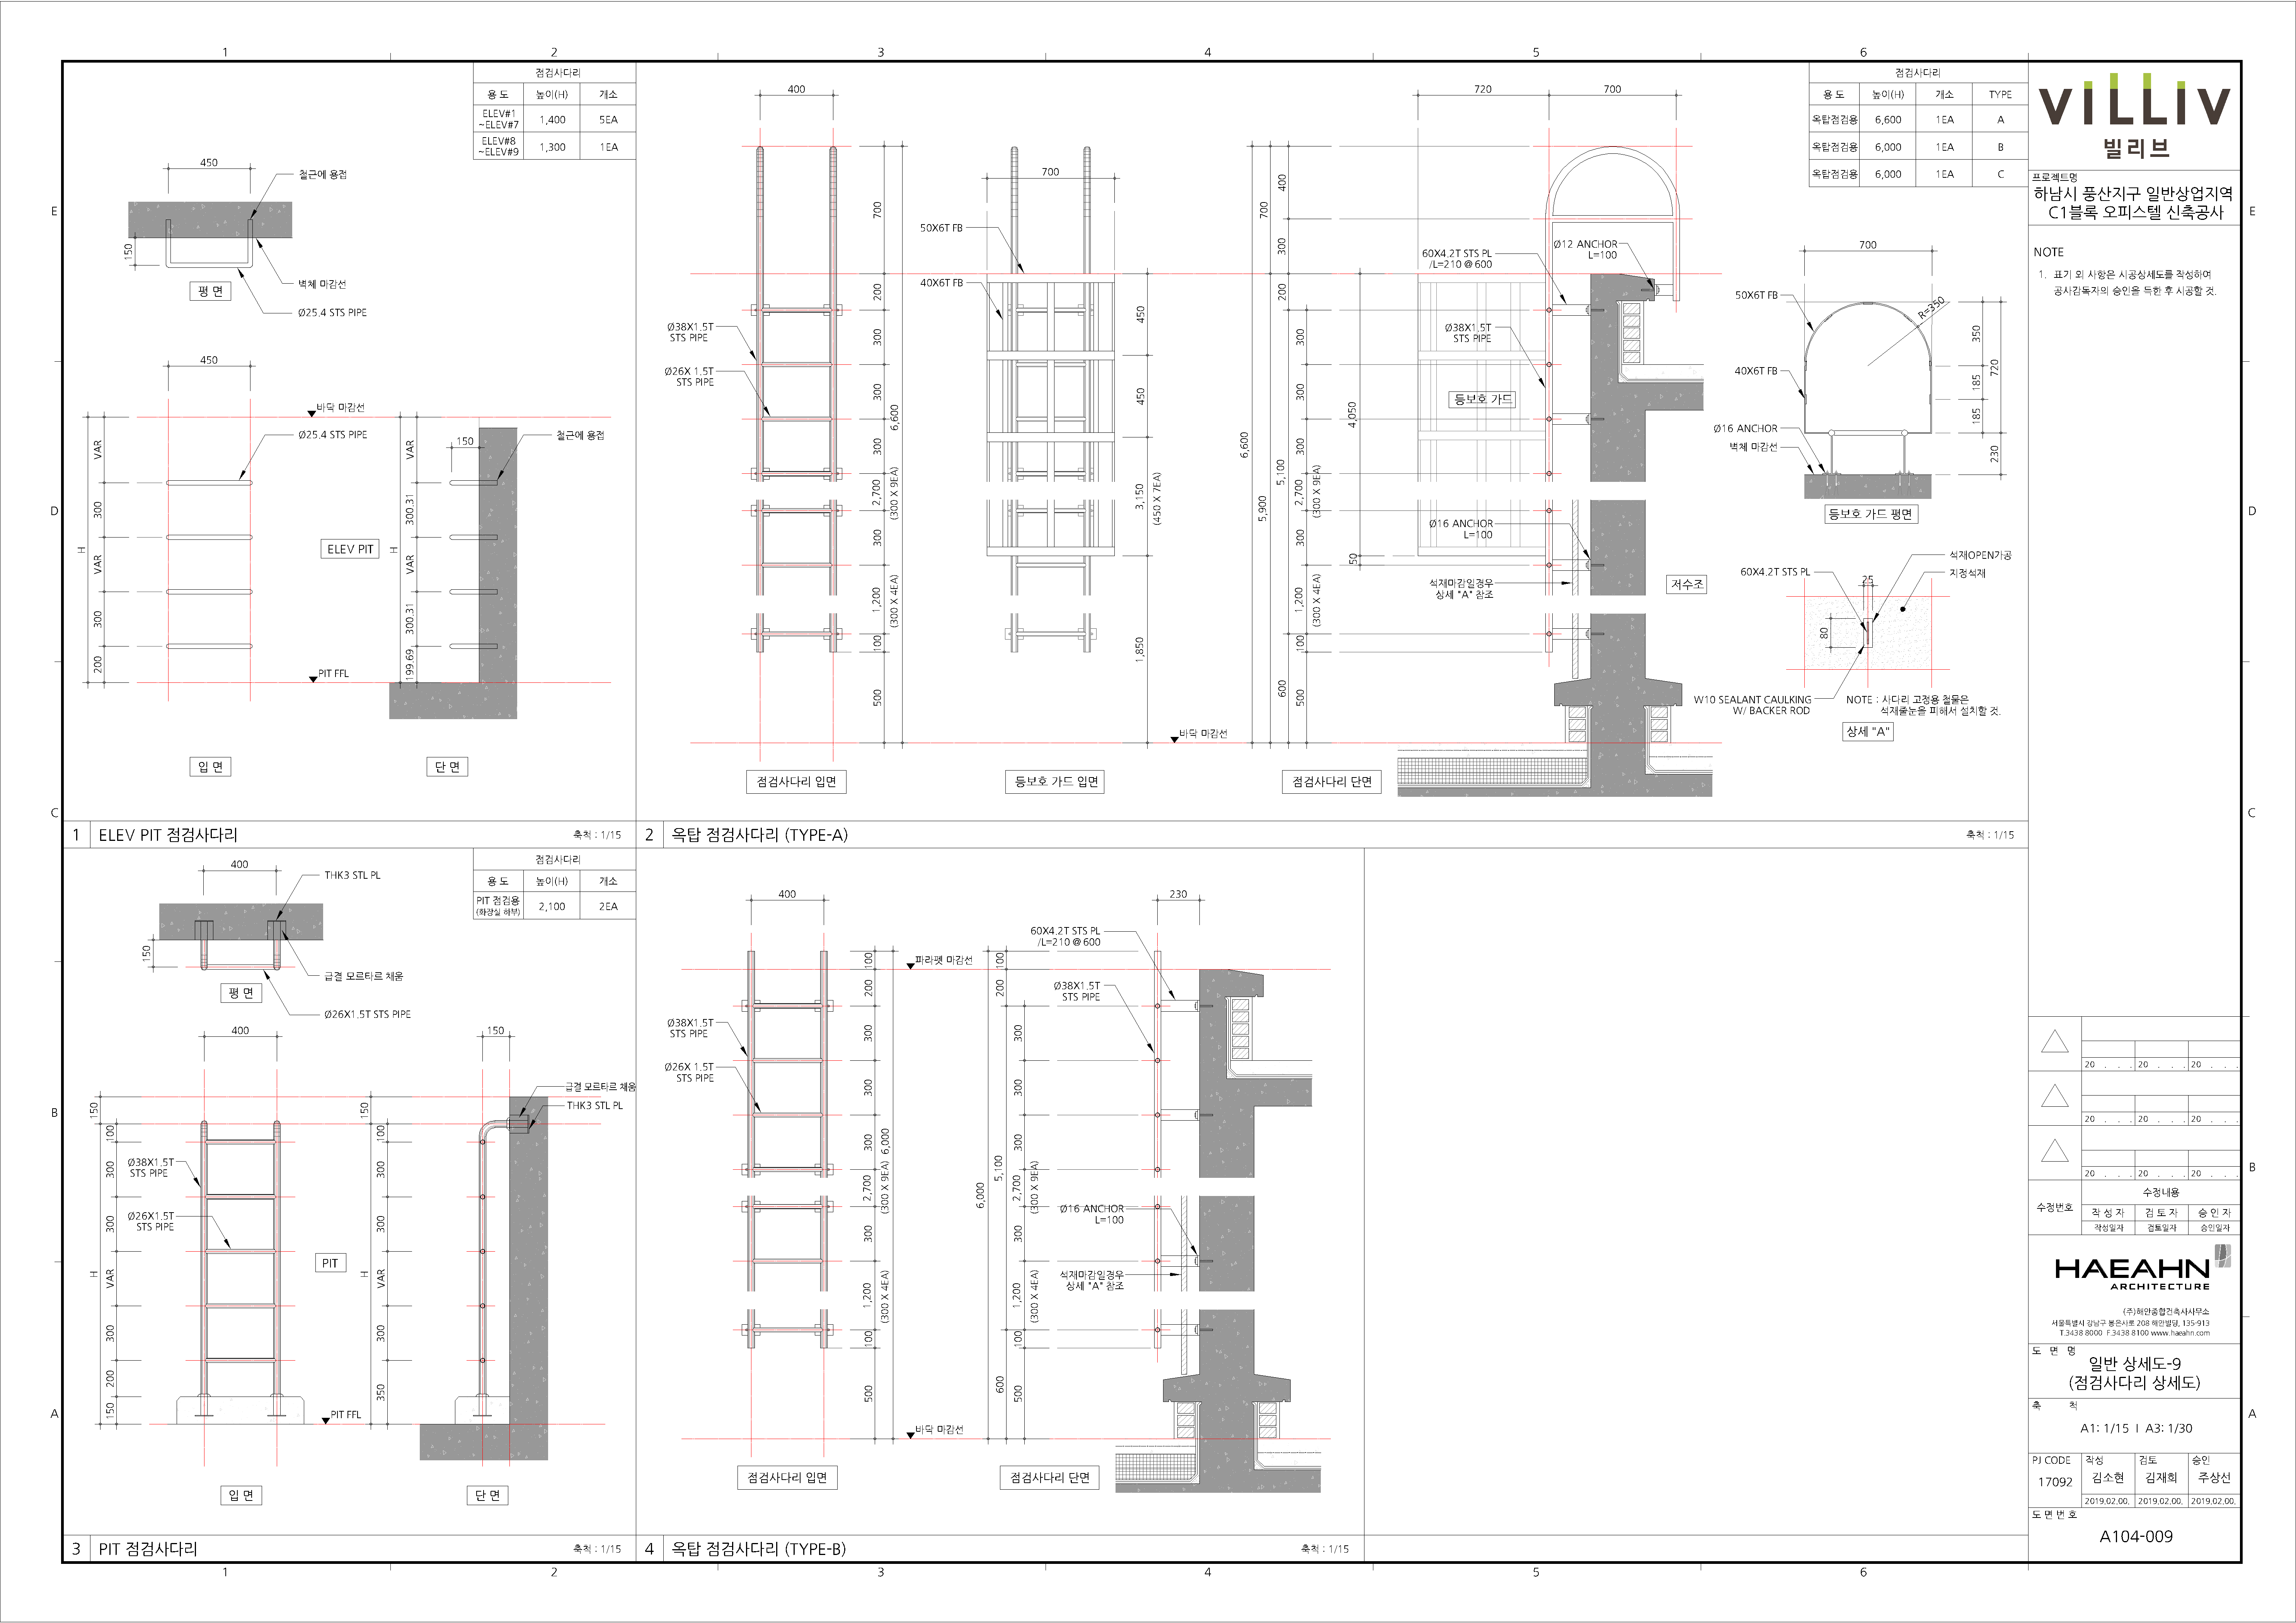 1 2 3 4 5 6
E
D
C
B
A
점검사다리
용 도 높이(H) 개소
ELEV#1
~ELEV#7 1,400 5EA
ELEV#8
~ELEV#9 1,300 1EA
450
철근에 용접
150
벽체 마감선
평 면
Ø25.4 STS PIPE
450
바닥 마감선
Ø25.4 STS PIPE
150
철근에 용접
VAR
300
VAR
300
200
H
ELEV PIT
VAR
300.31
VAR
300.31
199.69
H
PIT FFL
입 면
단 면
1 ELEV PIT 점검사다리 축척 : 1/15
400
700
200
300
300
300
2,700
(300 X 9EA)
300
1,200
(300 X 4EA)
100
500
6,600
Ø38X1.5T
STS PIPE
Ø26X 1.5T
STS PIPE
점검사다리 입면
700
50X6T FB
40X6T FB
450
450
3,150
(450 X 7EA)
1,850
바닥 마감선
등보호 가드 입면
720 700
400
700
300
200
60X4.2T STS PL
/L=210 @ 600
Ø12 ANCHOR
L=100
Ø38X1.5T
STS PIPE
등보호 가드
300
300
300
4,050
6,600
5,100
5,900
2,700
(300 X 9EA)
300
50
1,200
(300 X 4EA)
100
600
500
Ø16 ANCHOR
L=100
석재마감일경우
상세 "A" 참조
저수조
점검사다리 단면
점검사다리
용 도 높이(H) 개소 TYPE
옥탑점검용 6,600 1EA A
옥탑점검용 6,000 1EA B
옥탑점검용 6,000 1EA C
700
50X6T FB
R=350
40X6T FB
350
185
185
720
230
Ø16 ANCHOR
벽체 마감선
등보호 가드 평면
석재OPEN가공
60X4.2T STS PL
지정석재
25
80
W10 SEALANT CAULKING
W/ BACKER ROD
NOTE : 사다리 고정용 철물은
석재줄눈을 피해서 설치할 것.
상세 "A"
2 옥탑 점검사다리 (TYPE-A) 축척 : 1/15
점검사다리
용 도 높이(H) 개소
PIT 점검용
(화장실 하부) 2,100 2EA
400
THK3 STL PL
150
급결 모르타르 채움
평 면
Ø26X1.5T STS PIPE
400
150
급결 모르타르 채움
THK3 STL PL
150
100
300
300
VAR
300
200
150
H
Ø38X1.5T
STS PIPE
Ø26X1.5T
STS PIPE
PIT
150
100
300
300
VAR
300
350
H
PIT FFL
입 면
단 면
3 PIT 점검사다리 축척 : 1/15
400
100
200
300
300
300
2,700
(300 X 9EA)
6,000
300
1,200
(300 X 4EA)
100
500
파라펫 마감선
Ø38X1.5T
STS PIPE
Ø26X 1.5T
STS PIPE
바닥 마감선
점검사다리 입면
230
60X4.2T STS PL
/L=210 @ 600
100
200
Ø38X1.5T
STS PIPE
300
300
300
5,100
6,000
2,700
(300 X 9EA)
300
1,200
(300 X 4EA)
100
600
500
Ø16 ANCHOR
L=100
석재마감일경우
상세 "A" 참조
점검사다리 단면
4 옥탑 점검사다리 (TYPE-B) 축척 : 1/15
VILLIV
빌리브
프로젝트명
하남시 풍산지구 일반상업지역
C1블록 오피스텔 신축공사
NOTE
1. 표기 외 사항은 시공상세도를 작성하여
공사감독자의 승인을 득한 후 시공할 것.
20 . . . 20 . . . 20 . . .
20 . . . 20 . . . 20 . . .
20 . . . 20 . . . 20 . . .
수정번호
수정내용
작 성 자 검 토 자 승 인 자
작성일자 검토일자 승인일자
HAEAHN
ARCHITECTURE
(주)해안종합건축사사무소
서울특별시 강남구 봉은사로 208 해안빌딩, 135-913
T.3438 8000 F.3438 8100 www.haeahn.com
도 면 명
일반 상세도-9
(점검사다리 상세도)
축 척
A1: 1/15 I A3: 1/30
PJ CODE 작성 검토 승인
17092 김소현 김재희 주상선
2019.02.00. 2019.02.00. 2019.02.00.
도 면 번 호
A104-009
E
D
C
B
A
1 2 3 4 5 6